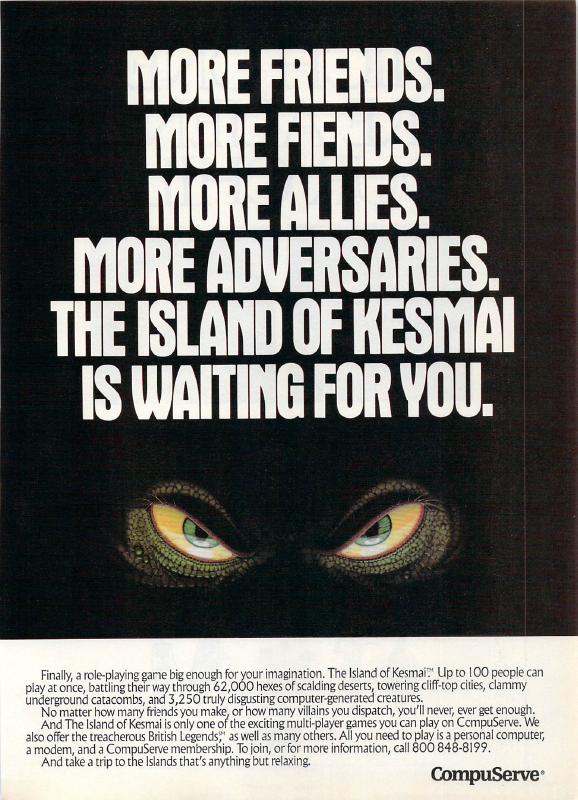 MORE FRIENDS.
MORE FIENDS.
MORE ALLIES.
MORE ADVERSARIES.
THE ISLAND OF KESMAI
IS WAITING FOR YOU.
Finally, a role-playing game big enough for your imagination. The Island of Kesmai.™ Up to 100 people can
play at once, battling their way through 62,000 hexes of scalding deserts, towering cliff-top cities, clammy
underground catacombs, and 3,250 truly disgusting computer-generated creatures.
No matter how many friends you make, or how many villains you dispatch, you'll never, ever get enough.
And The Island of Kesmai is only one of the exciting multi-player games you can play on CompuServe. We
also offer the treacherous British Legends,℠ as well as many others. All you need to play is a personal computer,
a modem, and a CompuServe membership. To join, or for more information, call 800 848-8199.
And take a trip to the Islands that's anything but relaxing.
CompuServe®